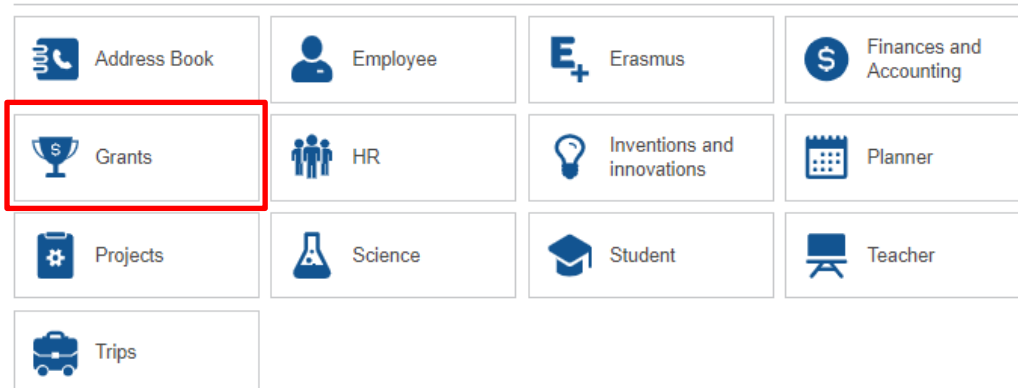 Address Book
Employee
E+
Erasmus
$
Finances and
Accounting
$
Grants
HR
Inventions and
innovations
Planner
Projects
Science
Student
Teacher
Trips